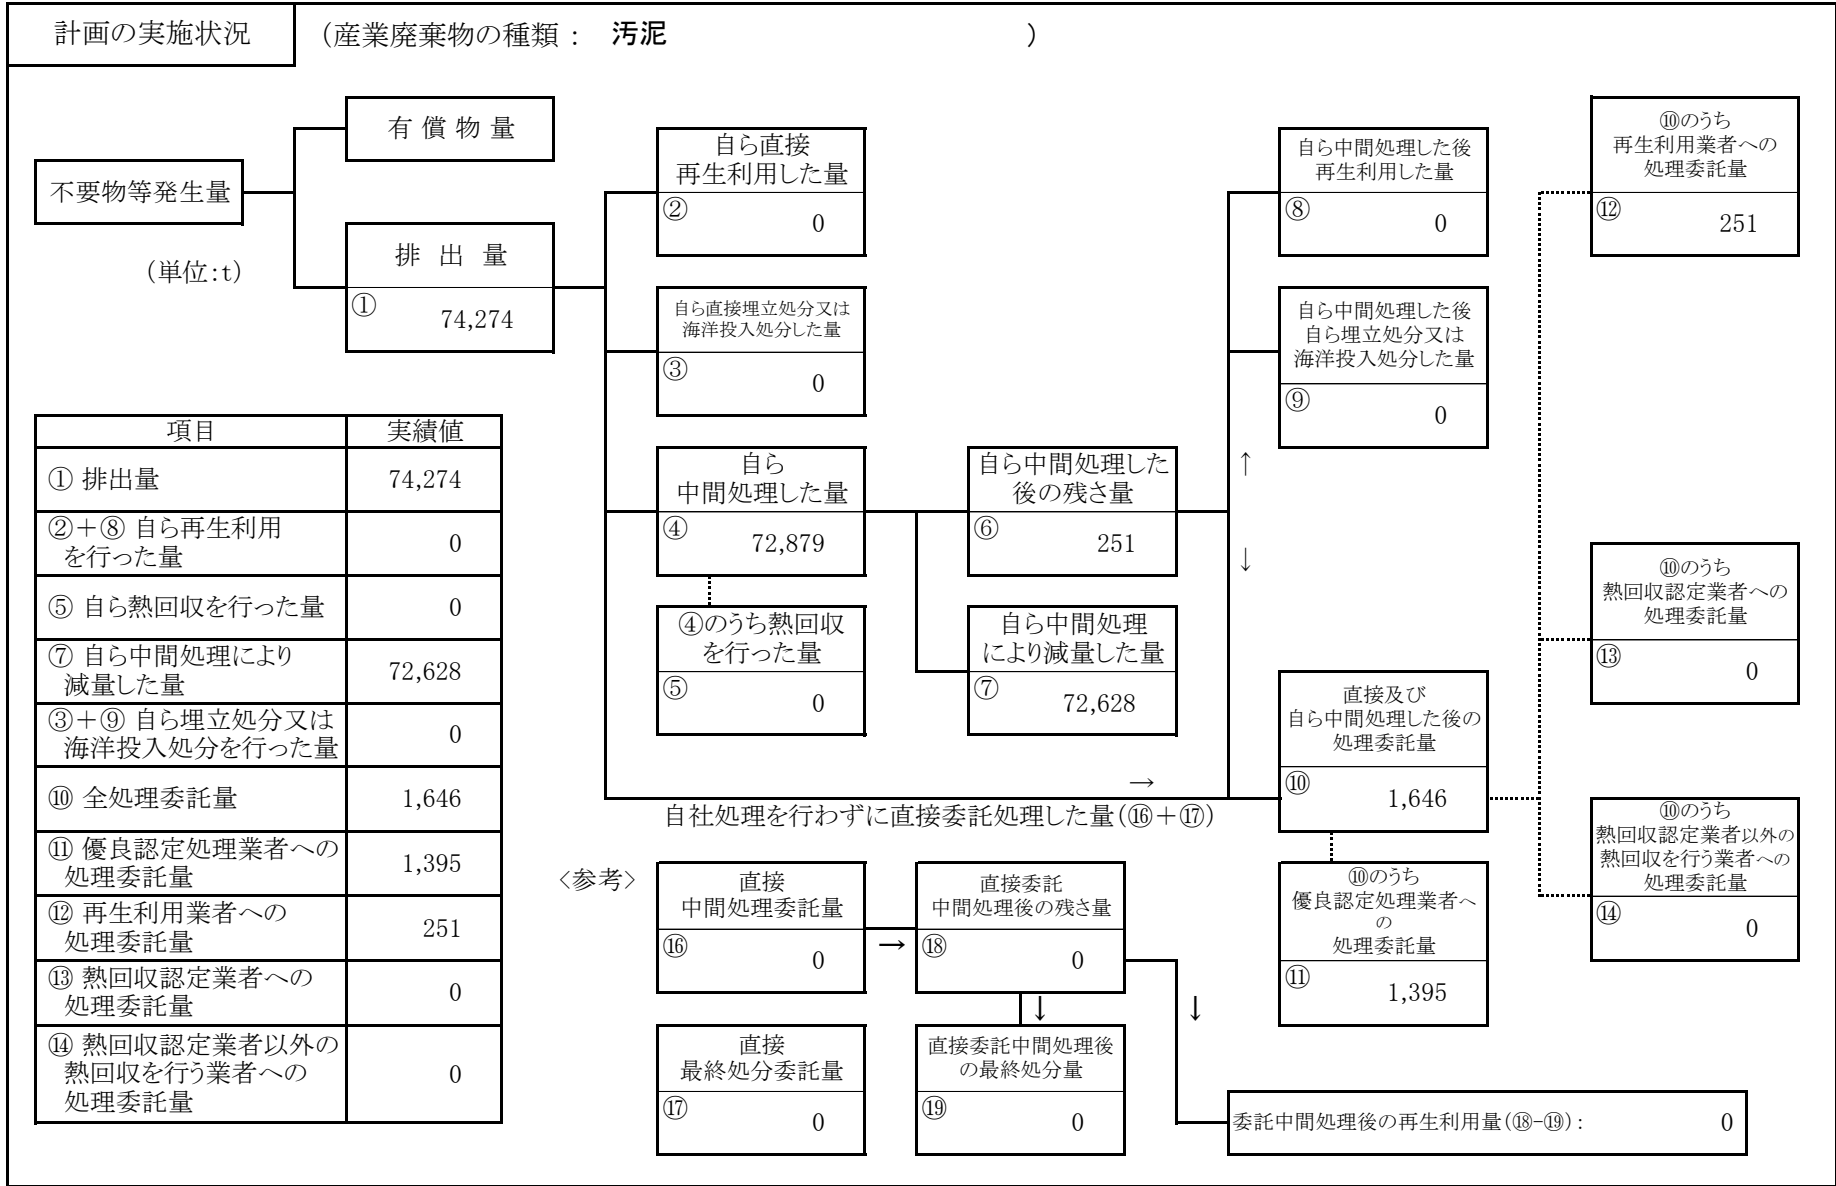 計画の実施状況
（産業廃棄物の種類： 汚泥 ）
有 償 物 量
不要物等発生量
（単位:t）
排 出 量
① 74,274
自ら直接
再生利用した量
② 0
自ら直接埋立処分又は
海洋投入処分した量
③ 0
自ら
中間処理した量
④ 72,879
④のうち熱回収
を行った量
⑤ 0
自ら中間処理した
後の残さ量
⑥ 251
自ら中間処理
により減量した量
⑦ 72,628
自ら中間処理した後
再生利用した量
⑧ 0
自ら中間処理した後
自ら埋立処分又は
海洋投入処分した量
⑨ 0
↑
↓
→
自社処理を行わずに直接委託処理した量(⑯＋⑰)
直接及び
自ら中間処理した後の
処理委託量
⑩ 1,646
⑩のうち
優良認定処理業者へ
の
処理委託量
⑪ 1,395
⑩のうち
再生利用業者への
処理委託量
⑫ 251
⑩のうち
熱回収認定業者への
処理委託量
⑬ 0
⑩のうち
熱回収認定業者以外の
熱回収を行う業者への
処理委託量
⑭ 0
項目 実績値
① 排出量 74,274
②＋⑧ 自ら再生利用
を行った量 0
⑤ 自ら熱回収を行った量 0
⑦ 自ら中間処理により
減量した量 72,628
③＋⑨ 自ら埋立処分又は
海洋投入処分を行った量 0
⑩ 全処理委託量 1,646
⑪ 優良認定処理業者への
処理委託量 1,395
⑫ 再生利用業者への
処理委託量 251
⑬ 熱回収認定業者への
処理委託量 0
⑭ 熱回収認定業者以外の
熱回収を行う業者への
処理委託量 0
〈参考〉
直接
中間処理委託量
⑯ 0
→
直接委託
中間処理後の残さ量
⑱ 0
↓
↓
直接
最終処分委託量
⑰ 0
直接委託中間処理後
の最終処分量
⑲ 0
委託中間処理後の再生利用量(⑱-⑲)： 0